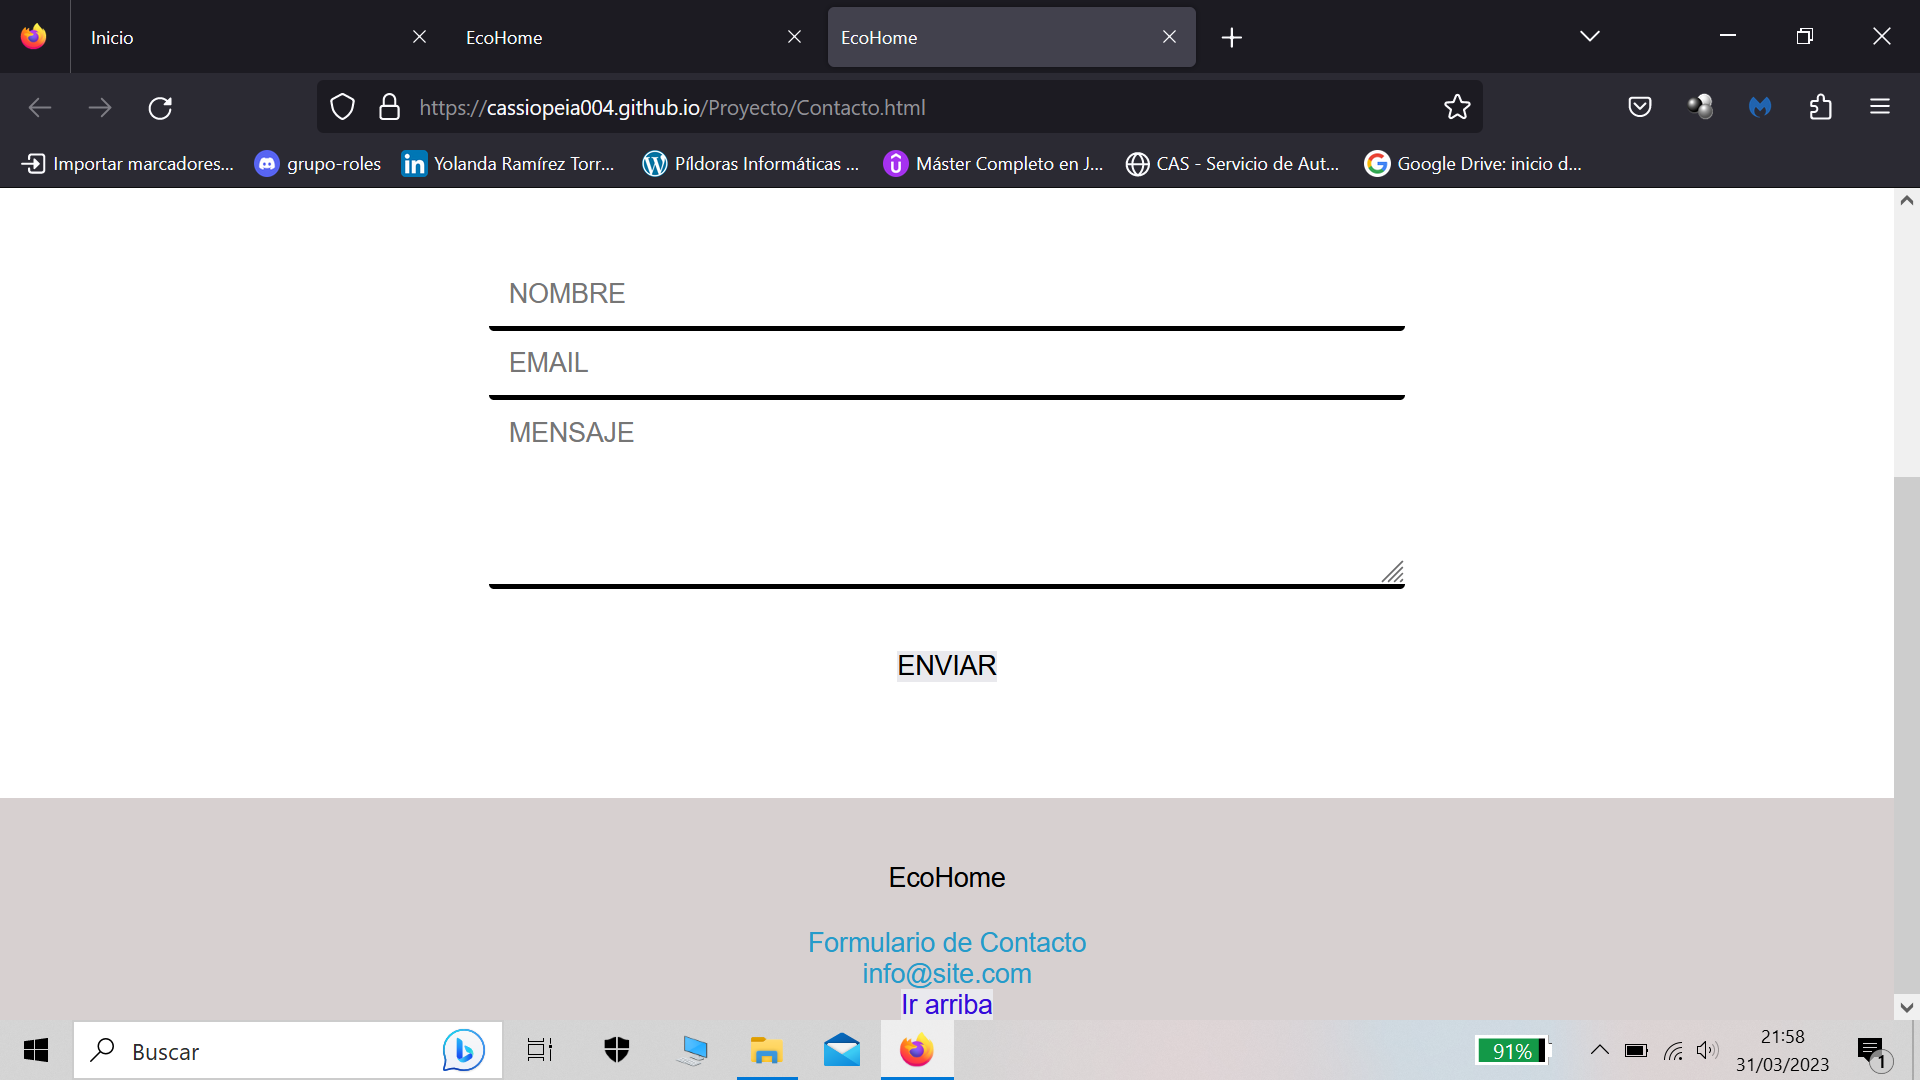 Inicio
EcoHome
EcoHome
https://cassiopeia004.github.io/Proyecto/Contacto.html
Importar marcadores...
grupo-roles
Yolanda Ramírez Torr...
Píldoras Informáticas ...
Máster Completo en J...
CAS - Servicio de Aut...
Google Drive: inicio d...
NOMBRE
EMAIL
MENSAJE
ENVIAR
EcoHome
Formulario de Contacto
info@site.com
Ir arriba
Buscar
91%
21:58
31/03/2023
1